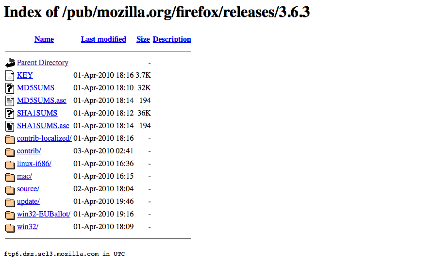 Index of /pub/mozilla.org/firefox/releases/3.6.3
Name Last modified Size Description
Parent Directory -
KEY 01-Apr-2010 18:16 3.7K
MD5SUMS 01-Apr-2010 18:10 32K
MD5SUMS.asc 01-Apr-2010 18:14 194
SHA1SUMS 01-Apr-2010 18:12 36K
SHA1SUMS.asc 01-Apr-2010 18:14 194
contrib-localized/ 01-Apr-2010 18:16 -
contrib/ 03-Apr-2010 02:41 -
linux-i686/ 01-Apr-2010 16:36 -
mac/ 01-Apr-2010 16:15 -
source/ 02-Apr-2010 18:04 -
update/ 01-Apr-2010 19:46 -
win32-EUBallot/ 01-Apr-2010 19:16 -
win32/ 01-Apr-2010 18:09 -
ftp6.dmz.scl3.mozilla.com in UTC